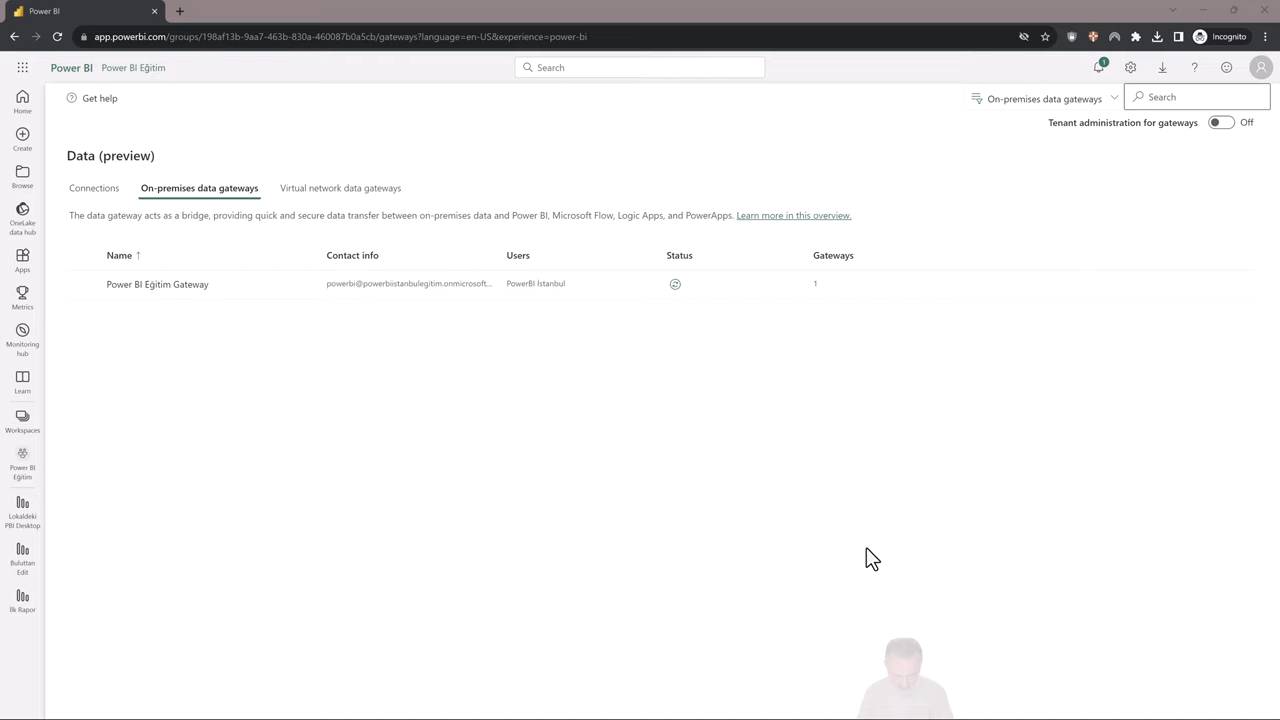 Power BI
app.powerbi.com/groups/198af13b-9aa7-463b-830a-460087b0a5cb/gateways?language=en-US&experience=power-bi
Incognito
Power BI Power BI Eğitim
Search
1
Home
Create
Browse
OneLake
data hub
Apps
Metrics
Monitoring
hub
Learn
Workspaces
Power BI
Eğitim
Lokaldeki
PBI Desktop
Buluttan
Edit
İlk Rapor
Get help
On-premises data gateways
Search
Tenant administration for gateways Off
Data (preview)
Connections On-premises data gateways Virtual network data gateways
The data gateway acts as a bridge, providing quick and secure data transfer between on-premises data and Power BI, Microsoft Flow, Logic Apps, and PowerApps. Learn more in this overview.
Name ↑ Contact info Users Status Gateways
Power BI Eğitim Gateway powerbi@powerbiistanbulegitim.onmicrosoft... PowerBI İstanbul 1